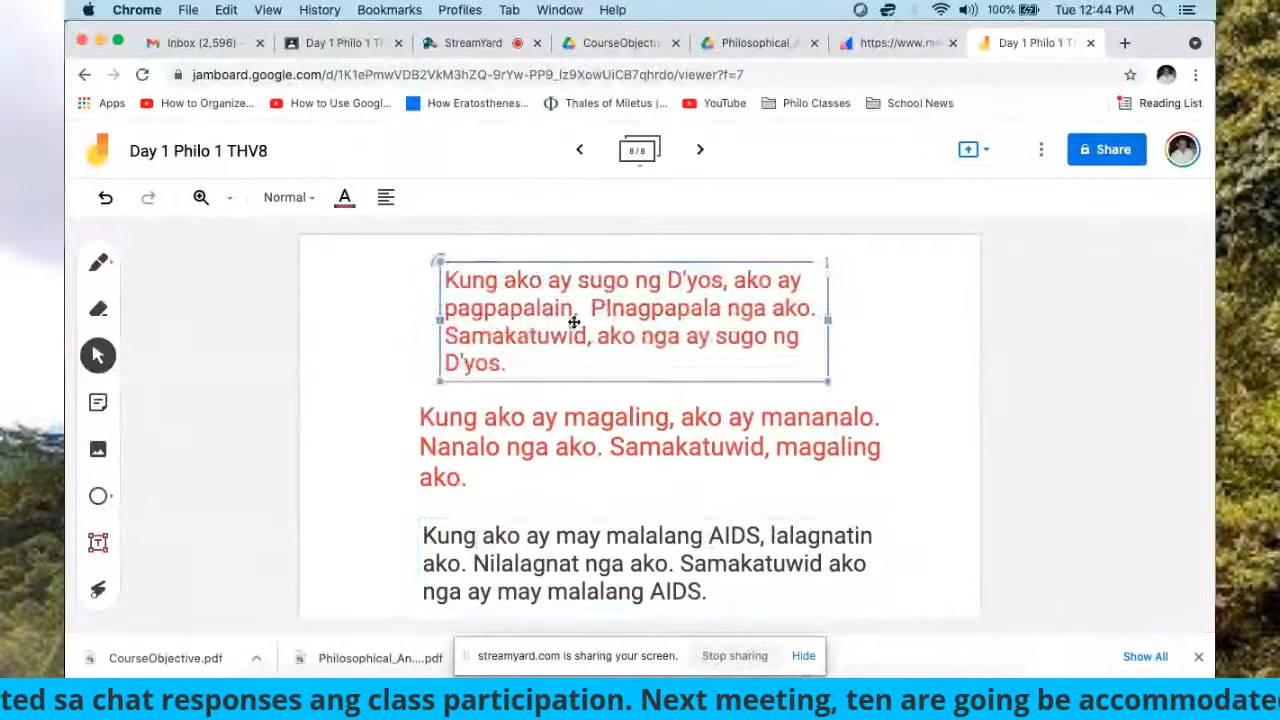 Chrome File Edit View History Bookmarks Profiles Tab Window Help 100% Tue 12:44 PM
Inbox (2,596) - Day 1 Philo 1 TH StreamYard CourseObjectiv Philosophical_A https://www.m Day 1 Philo 1 T
jamboard.google.com/d/1K1ePmwVDB2VkM3hZQ-9rYw-PP9_Iz9XowUiCB7qhrdo/viewer?f=7
Apps How to Organize... How to Use Googl... How Eratosthenes... Thales of Miletus (... YouTube Philo Classes School News Reading List
Day 1 Philo 1 THV8 8/8 Share
Normal A
Kung ako ay sugo ng D'yos, ako ay
pagpapalain. PInagpapala nga ako.
Samakatuwid, ako nga ay sugo ng
D'yos.
Kung ako ay magaling, ako ay mananalo.
Nanalo nga ako. Samakatuwid, magaling
ako.
Kung ako ay may malalang AIDS, lalagnatin
ako. Nilalagnat nga ako. Samakatuwid ako
nga ay may malalang AIDS.
CourseObjective.pdf Philosophical_An....pdf streamyard.com is sharing your screen. Stop sharing Hide Show All
ted sa chat responses ang class participation. Next meeting, ten are going be accommodate